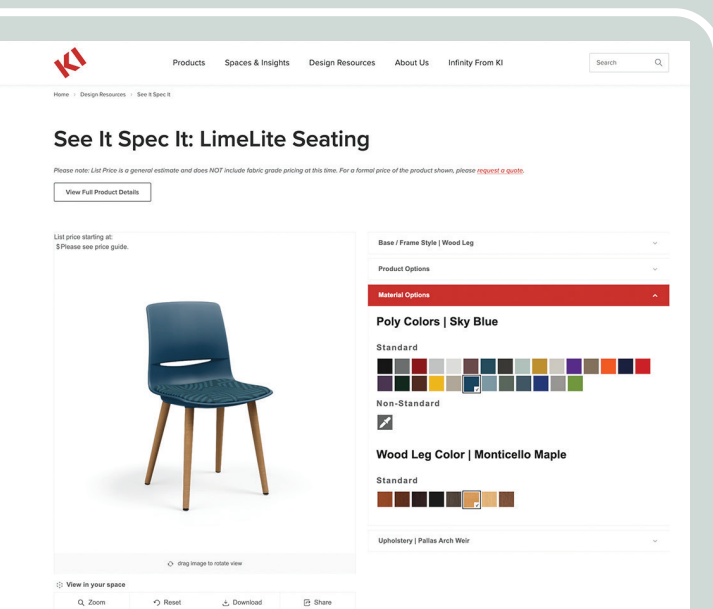 KI
Products Spaces & Insights Design Resources About Us Infinity From KI Search
Home Design Resources See It Spec It
See It Spec It: LimeLite Seating
Please note: List Price is a general estimate and does NOT include fabric grade pricing at this time. For a formal price of the product shown, please request a quote.
View Full Product Details
List price starting at:
$Please see price guide.
drag image to rotate view
View in your space
Zoom Reset Download Share
Base / Frame Style | Wood Leg
Product Options
Material Options
Poly Colors | Sky Blue
Standard
Non-Standard
Wood Leg Color | Monticello Maple
Standard
Upholstery | Pallas Arch Weir